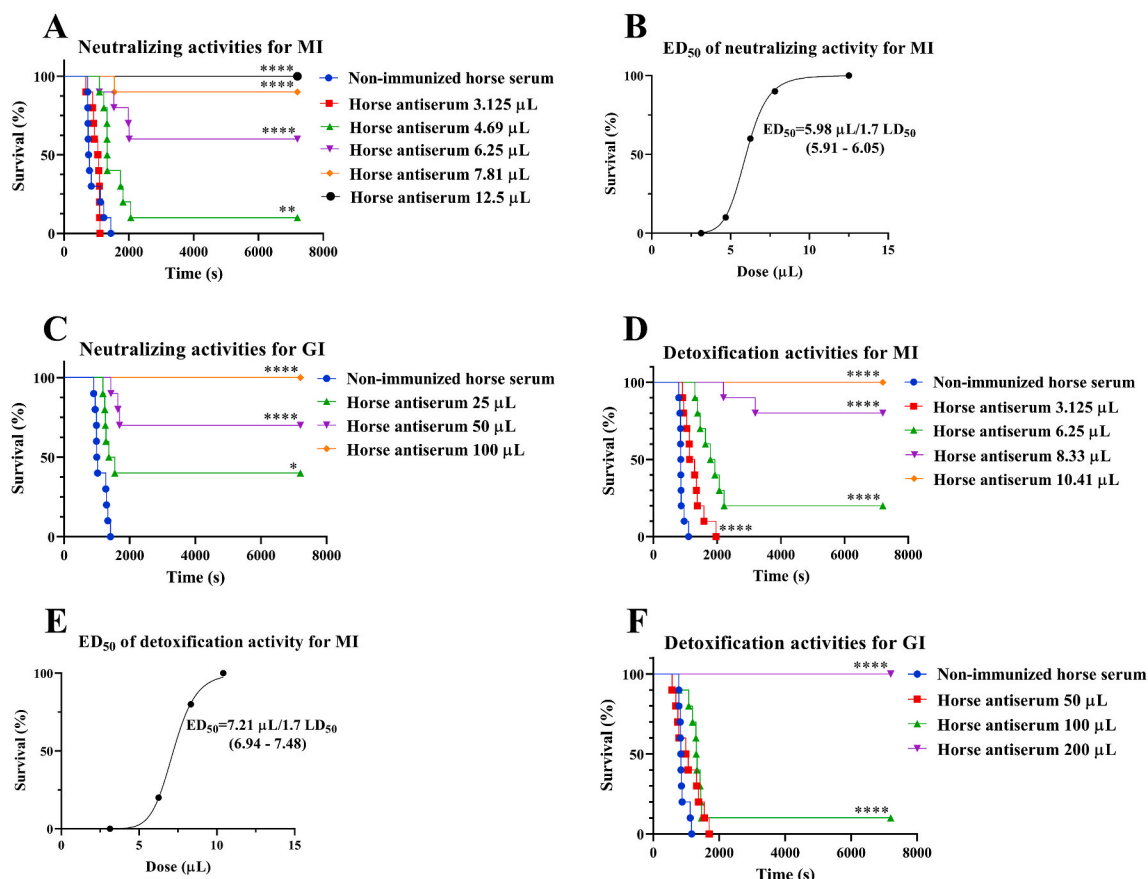 A
Neutralizing activities for MI
Survival (%)
100
50
0
0 2000 4000 6000 8000
Time (s)
****
****
****
**
Non-immunized horse serum
Horse antiserum 3.125 μL
Horse antiserum 4.69 μL
Horse antiserum 6.25 μL
Horse antiserum 7.81 μL
Horse antiserum 12.5 μL
B
ED50 of neutralizing activity for MI
Survival (%)
100
50
0
0 5 10 15
Dose (μL)
ED50=5.98 μL/1.7 LD50
(5.91 - 6.05)
C
Neutralizing activities for GI
Survival (%)
100
50
0
0 2000 4000 6000 8000
Time (s)
****
****
*
Non-immunized horse serum
Horse antiserum 25 μL
Horse antiserum 50 μL
Horse antiserum 100 μL
D
Detoxification activities for MI
Survival (%)
100
50
0
0 2000 4000 6000 8000
Time (s)
****
****
****
****
Non-immunized horse serum
Horse antiserum 3.125 μL
Horse antiserum 6.25 μL
Horse antiserum 8.33 μL
Horse antiserum 10.41 μL
E
ED50 of detoxification activity for MI
Survival (%)
100
50
0
0 5 10 15
Dose (μL)
ED50=7.21 μL/1.7 LD50
(6.94 - 7.48)
F
Detoxification activities for GI
Survival (%)
100
50
0
0 2000 4000 6000 8000
Time (s)
****
****
Non-immunized horse serum
Horse antiserum 50 μL
Horse antiserum 100 μL
Horse antiserum 200 μL